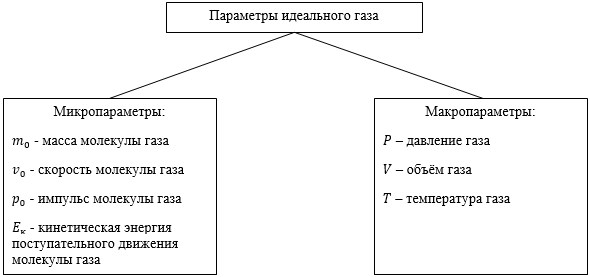 Параметры идеального газа
Микропараметры:
m₀ - масса молекулы газа
v₀ - скорость молекулы газа
p₀ - импульс молекулы газа
Eₖ - кинетическая энергия
поступательного движения
молекулы газа
Макропараметры:
P – давление газа
V – объём газа
T – температура газа